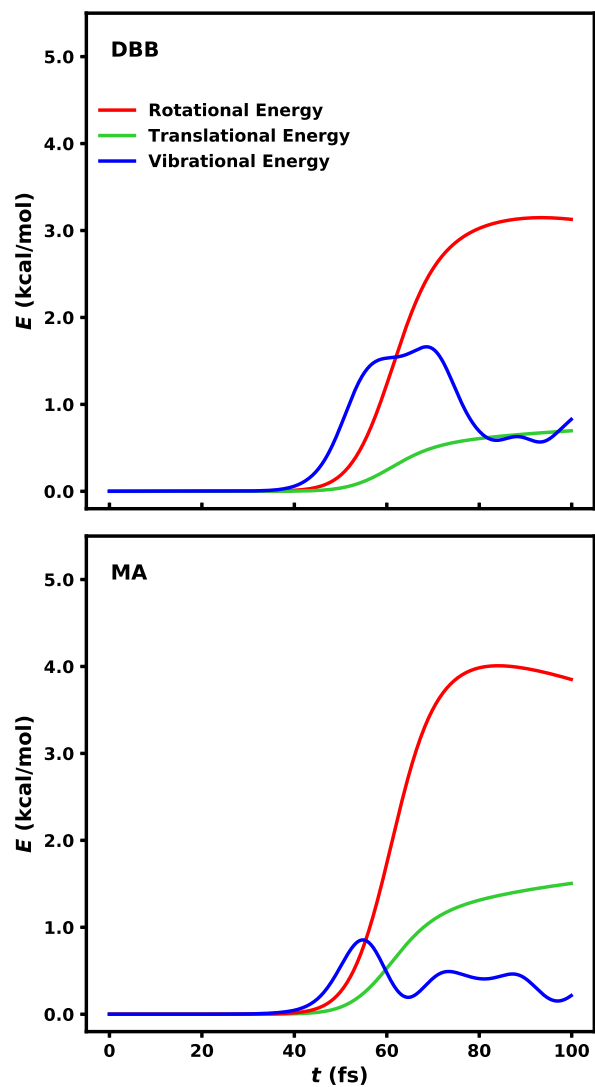 DBB
5.0
Rotational Energy
4.0
Translational Energy
Vibrational Energy
3.0
2.0
1.0
0.0
E (kcal/mol)
MA
5.0
4.0
3.0
2.0
1.0
0.0
E (kcal/mol)
0 20 40 60 80 100
t (fs)